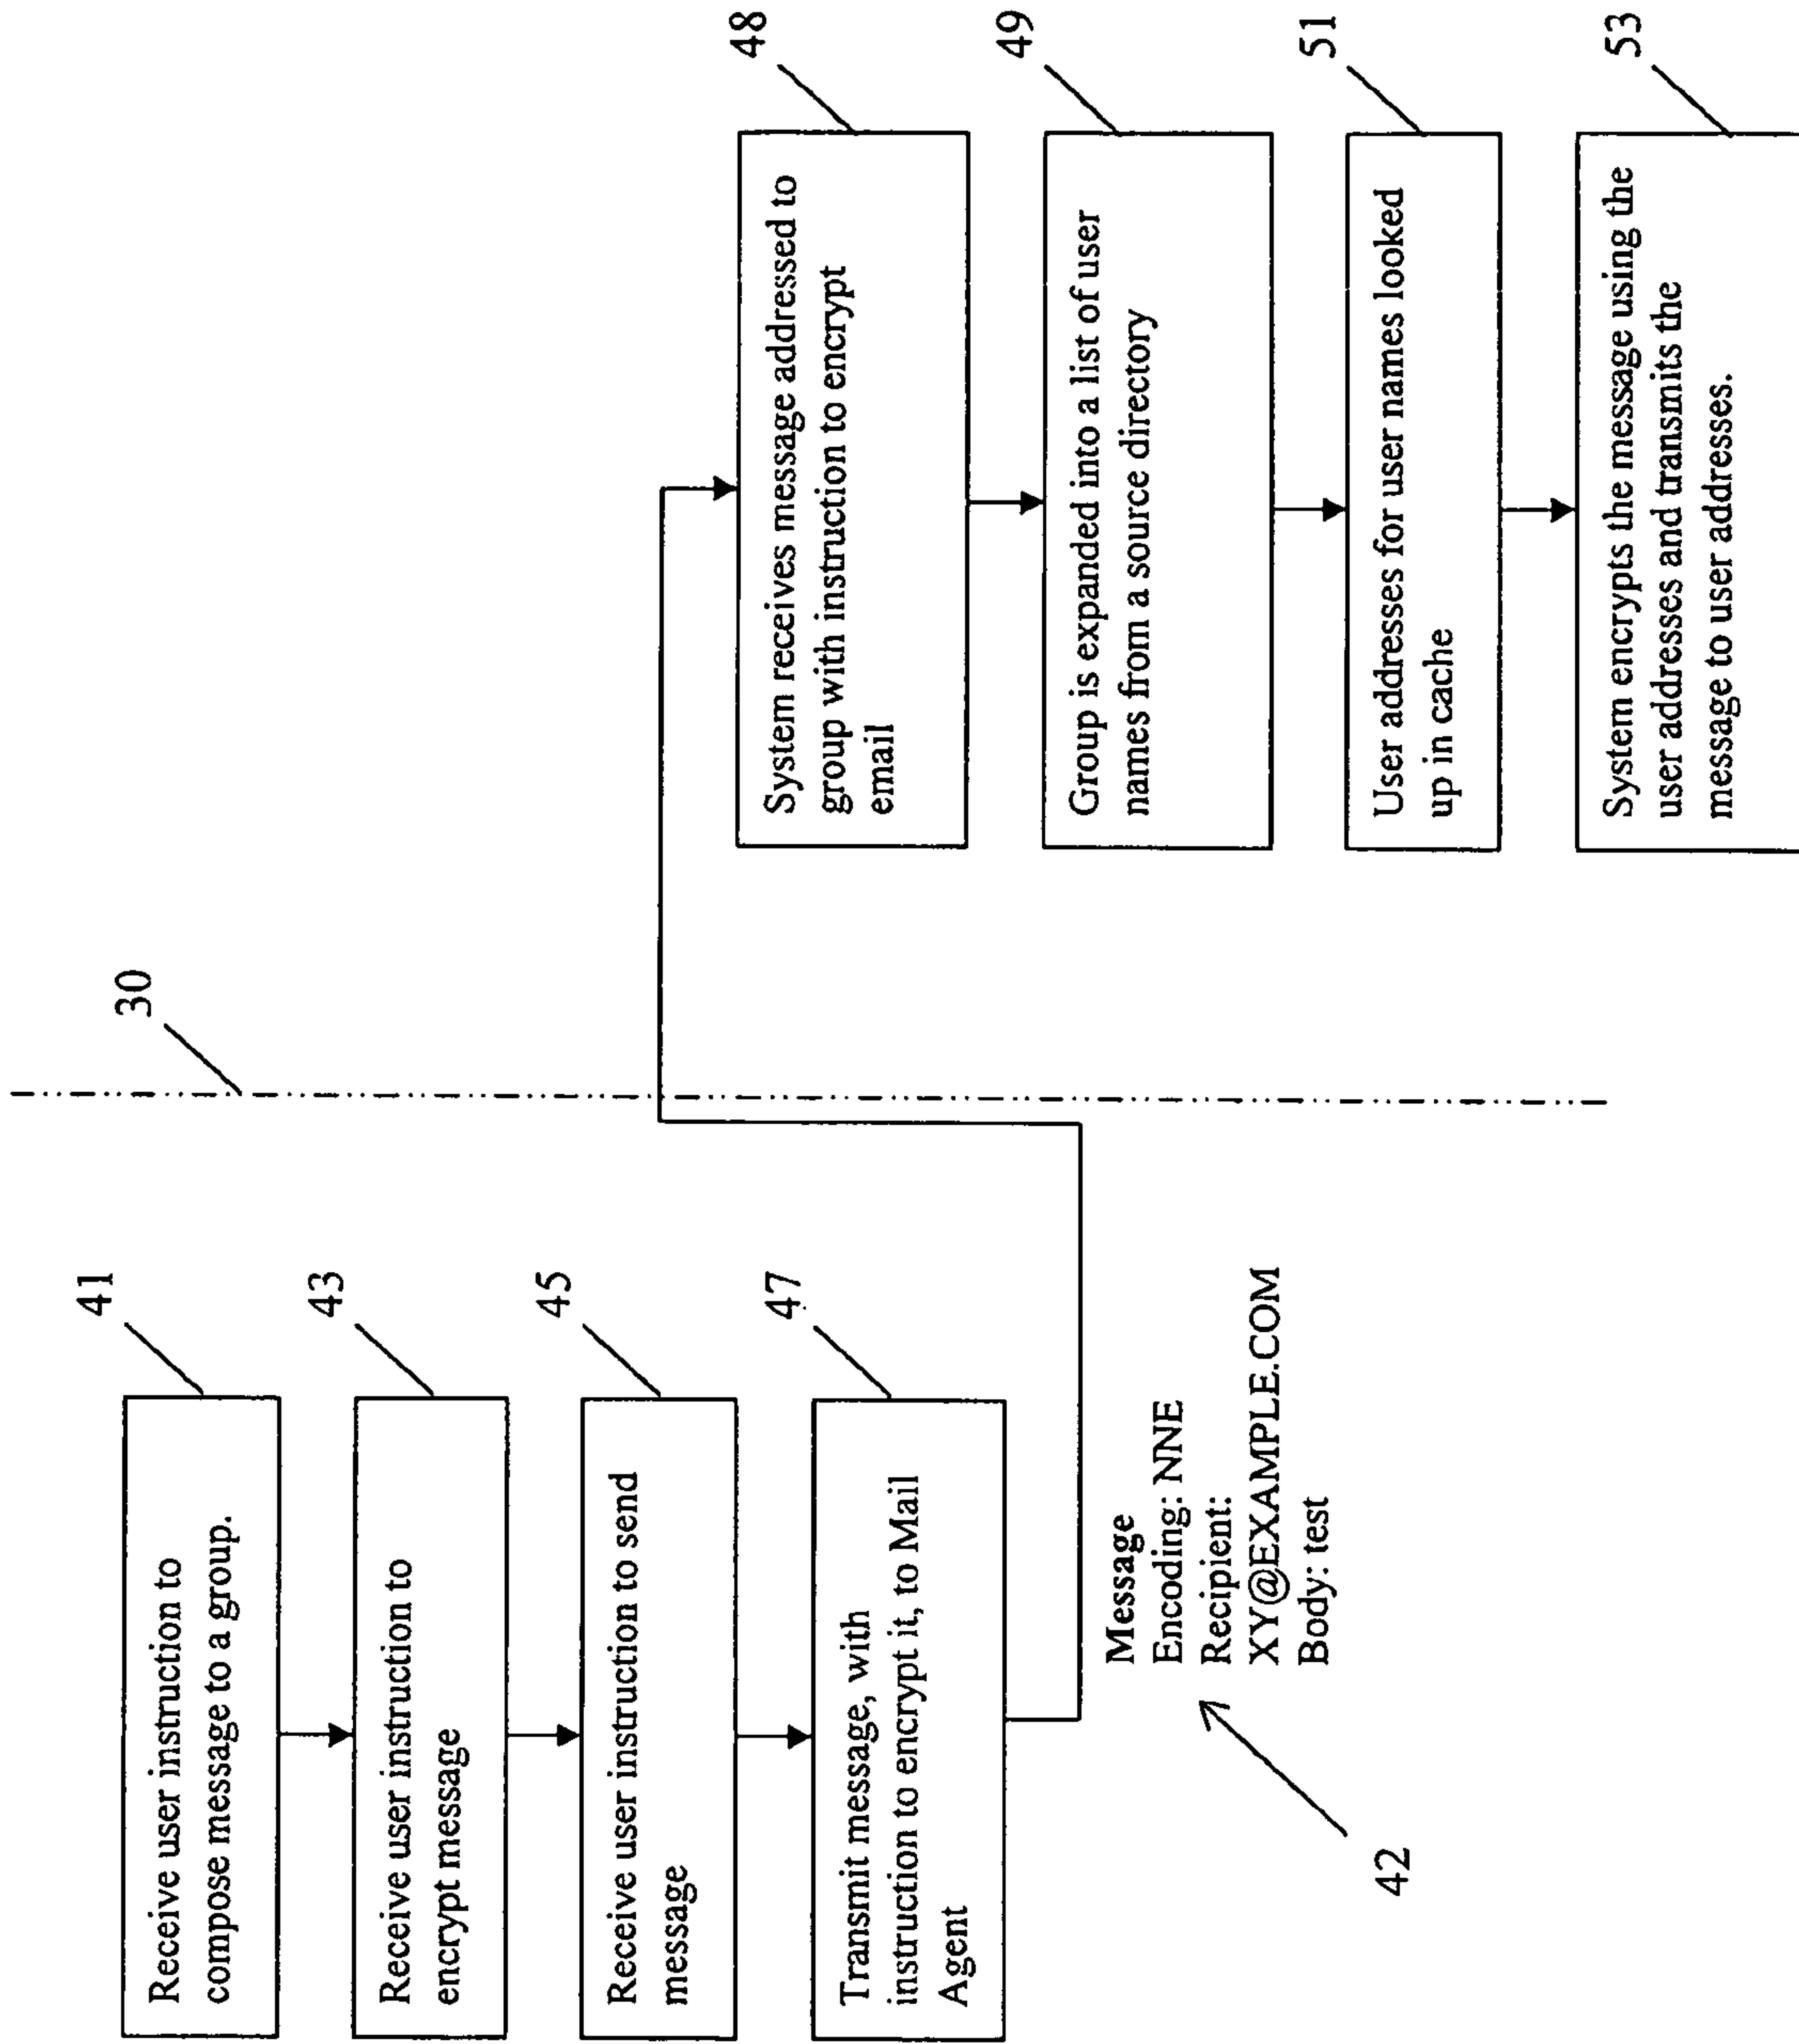 30
41
Receive user instruction to
compose message to a group.
43
Receive user instruction to
encrypt message
45
Receive user instruction to send
message
47
Transmit message, with
instruction to encrypt it, to Mail
Agent
Message
Encoding: NNE
Recipient:
XY@EXAMPLE.COM
Body: test
42
48
System receives message addressed to
group with instruction to encrypt
email
49
Group is expanded into a list of user
names from a source directory
51
User addresses for user names looked
up in cache
53
System encrypts the message using the
user addresses and transmits the
message to user addresses.